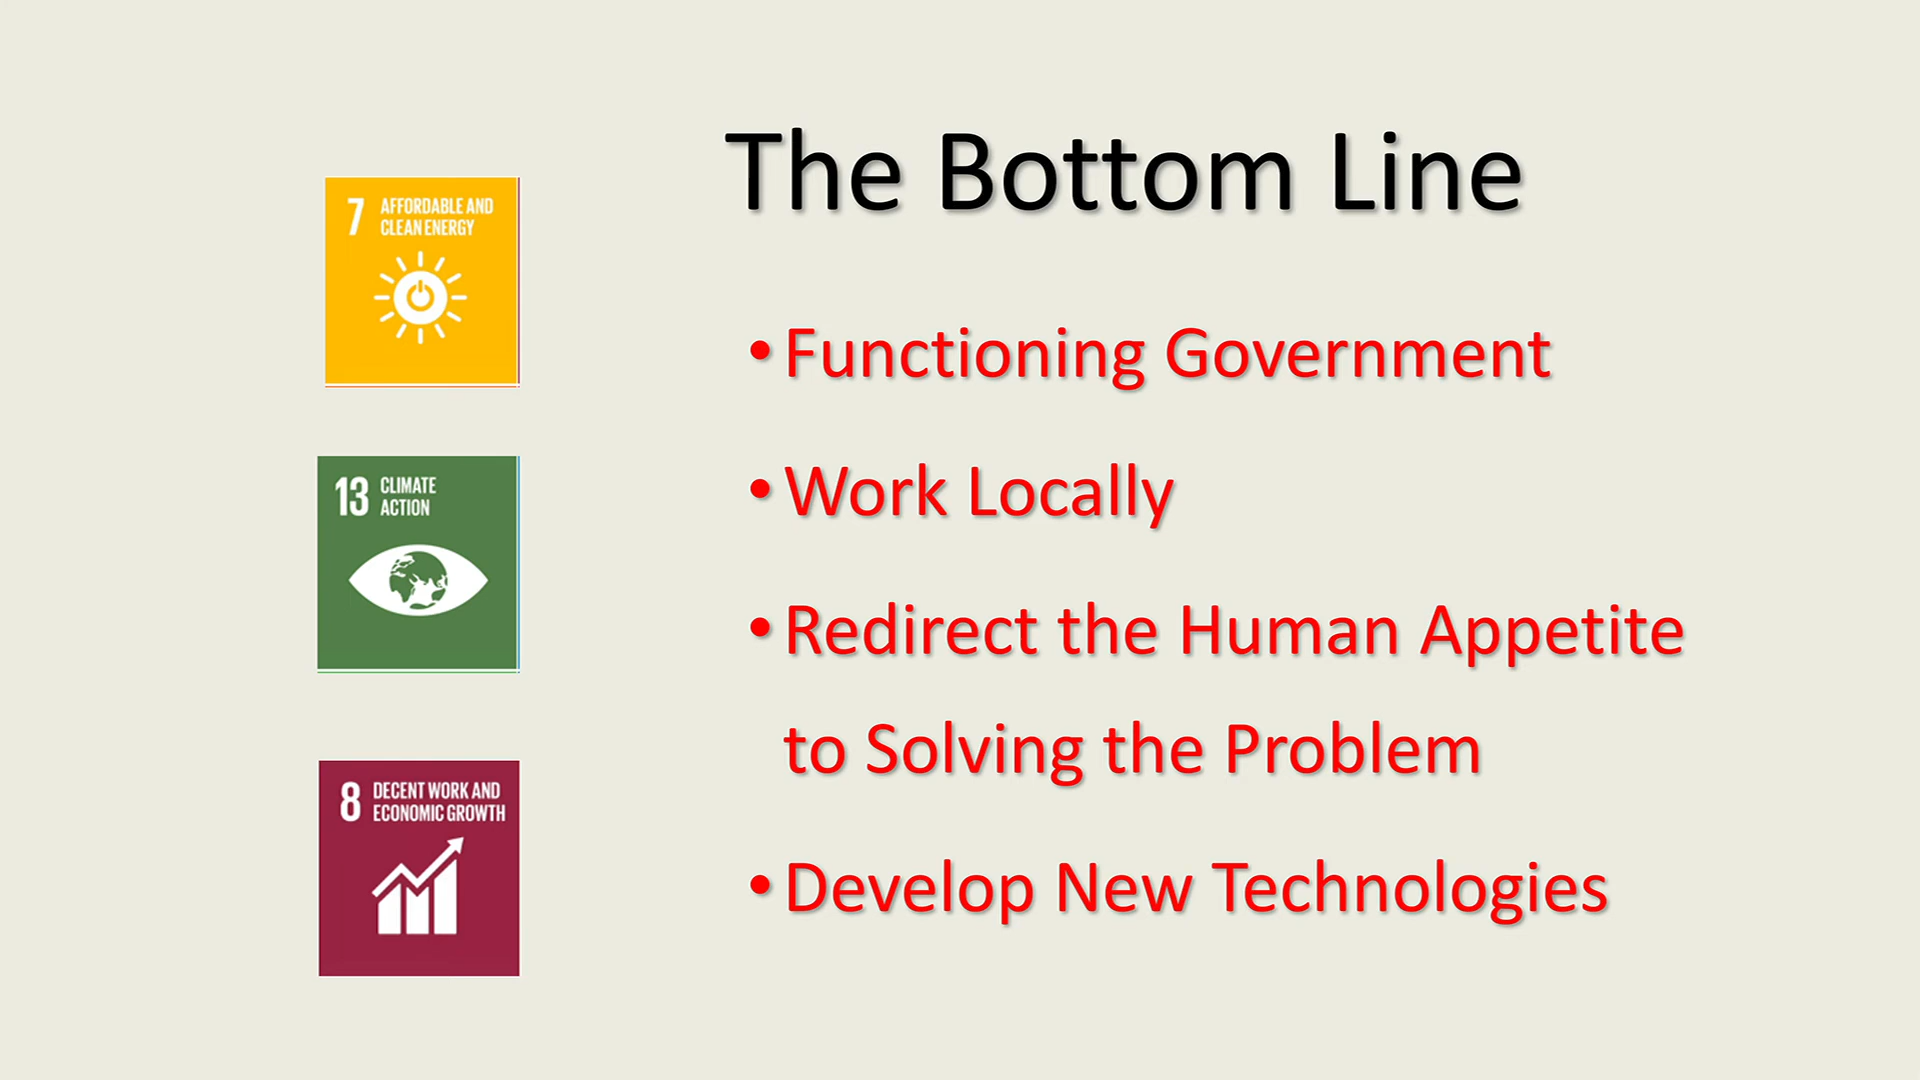 The Bottom Line
7 AFFORDABLE AND
CLEAN ENERGY
13 CLIMATE
ACTION
8 DECENT WORK AND
ECONOMIC GROWTH
•Functioning Government
•Work Locally
•Redirect the Human Appetite
to Solving the Problem
•Develop New Technologies